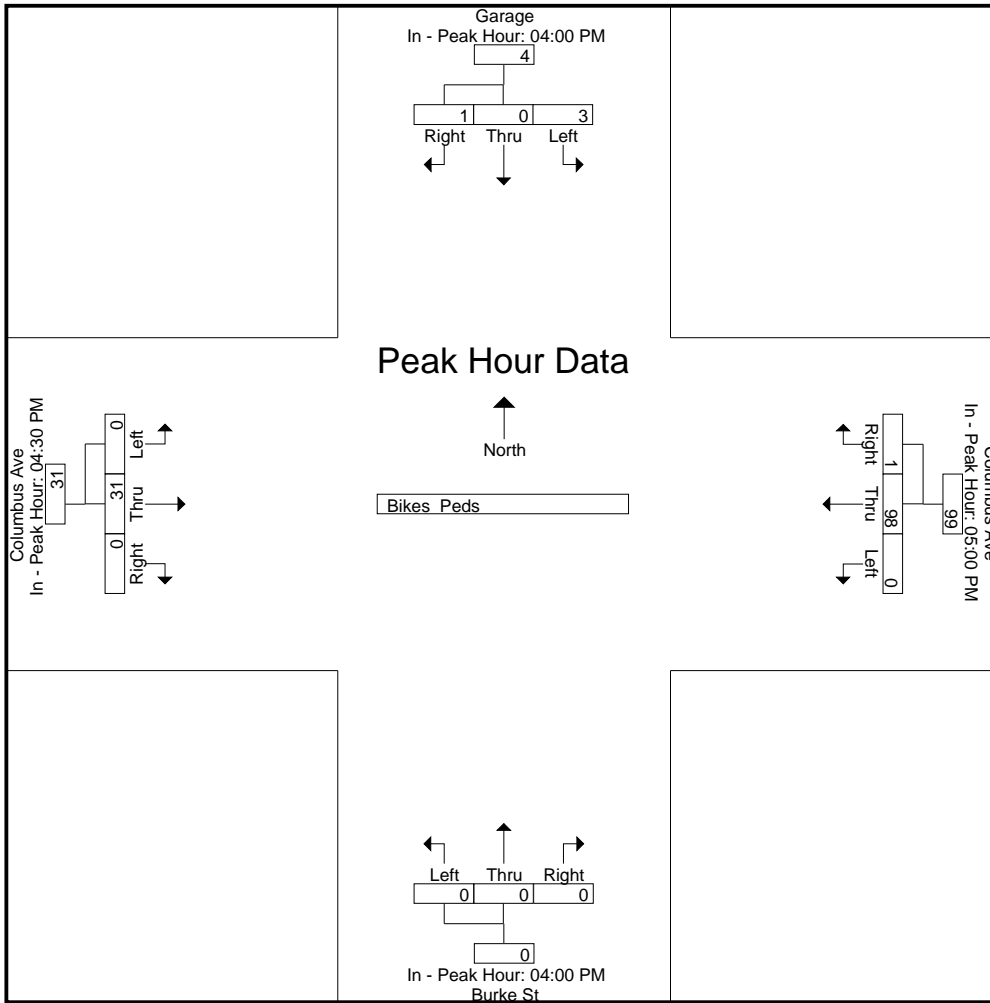 Garage
In - Peak Hour: 04:00 PM
4
1 0 3
Right Thru Left
Peak Hour Data
North
Bikes Peds
Columbus Ave
In - Peak Hour: 04:30 PM
31
0 31 0
Left Thru Right
Columbus Ave
In - Peak Hour: 05:00 PM
99
1 98 0
Right Thru Left
Left Thru Right
0 0 0
0
In - Peak Hour: 04:00 PM
Burke St